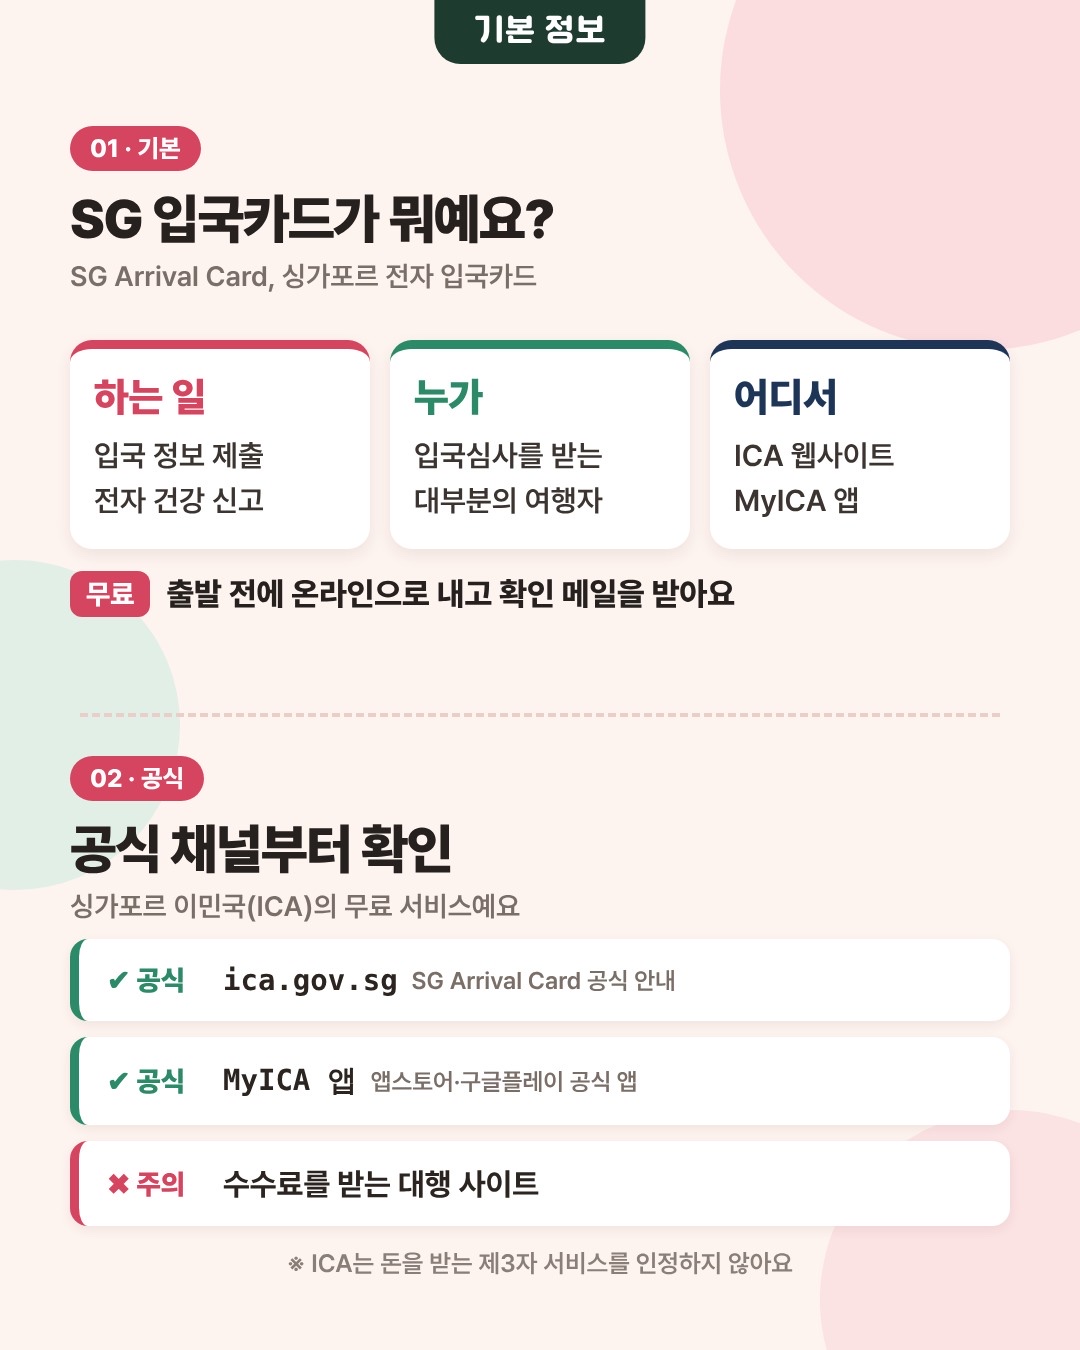 기본 정보
01 · 기본
SG 입국카드가 뭐예요?
SG Arrival Card, 싱가포르 전자 입국카드
하는 일
입국 정보 제출
전자 건강 신고
누가
입국심사를 받는
대부분의 여행자
어디서
ICA 웹사이트
MyICA 앱
무료 출발 전에 온라인으로 내고 확인 메일을 받아요
02 · 공식
공식 채널부터 확인
싱가포르 이민국(ICA)의 무료 서비스예요
✔ 공식 ica.gov.sg SG Arrival Card 공식 안내
✔ 공식 MyICA 앱 앱스토어·구글플레이 공식 앱
✖ 주의 수수료를 받는 대행 사이트
※ ICA는 돈을 받는 제3자 서비스를 인정하지 않아요